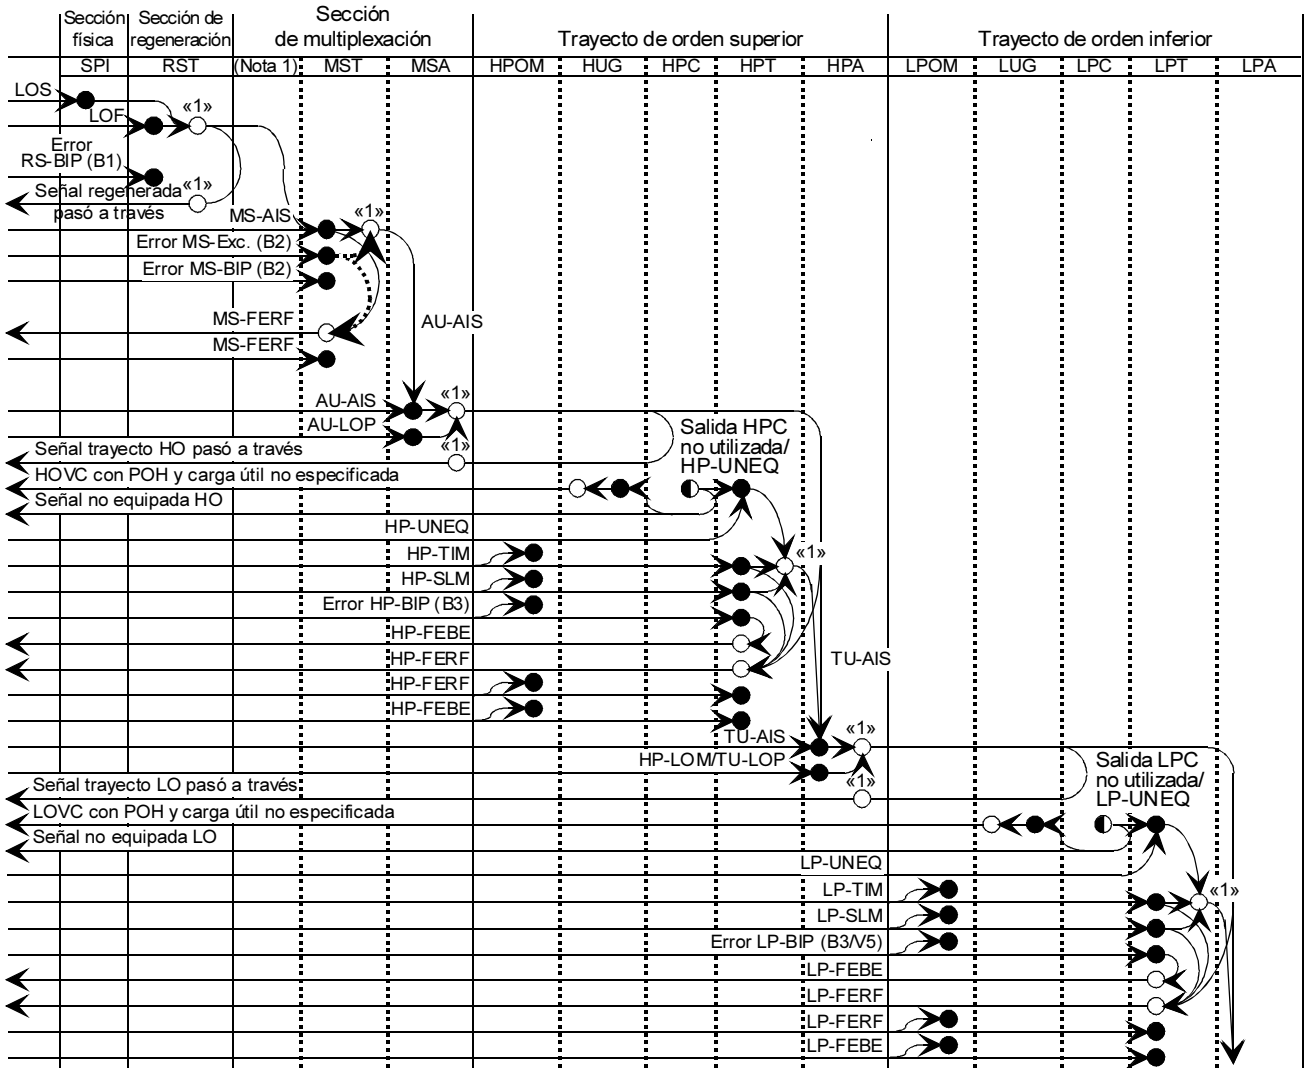 Sección
física
Sección de
regeneración
Sección
de multiplexación
Trayecto de orden superior
Trayecto de orden inferior
SPI
RST
(Nota 1)
MST
MSA
HPOM
HUG
HPC
HPT
HPA
LPOM
LUG
LPC
LPT
LPA
LOS
LOF
«1»
Error
RS-BIP (B1)
«1»
Señal regenerada
pasó a través
MS-AIS
«1»
Error MS-Exc. (B2)
Error MS-BIP (B2)
MS-FERF
AU-AIS
MS-FERF
AU-AIS
«1»
AU-LOP
Salida HPC
no utilizada/
HP-UNEQ
Señal trayecto HO pasó a través
«1»
HOVC con POH y carga útil no especificada
Señal no equipada HO
HP-UNEQ
HP-TIM
«1»
HP-SLM
Error HP-BIP (B3)
HP-FEBE
HP-FERF
TU-AIS
HP-FERF
HP-FEBE
TU-AIS
«1»
HP-LOM/TU-LOP
Salida LPC
no utilizada/
LP-UNEQ
Señal trayecto LO pasó a través
«1»
LOVC con POH y carga útil no especificada
Señal no equipada LO
LP-UNEQ
LP-TIM
«1»
LP-SLM
Error LP-BIP (B3/V5)
LP-FEBE
LP-FERF
LP-FERF
LP-FEBE